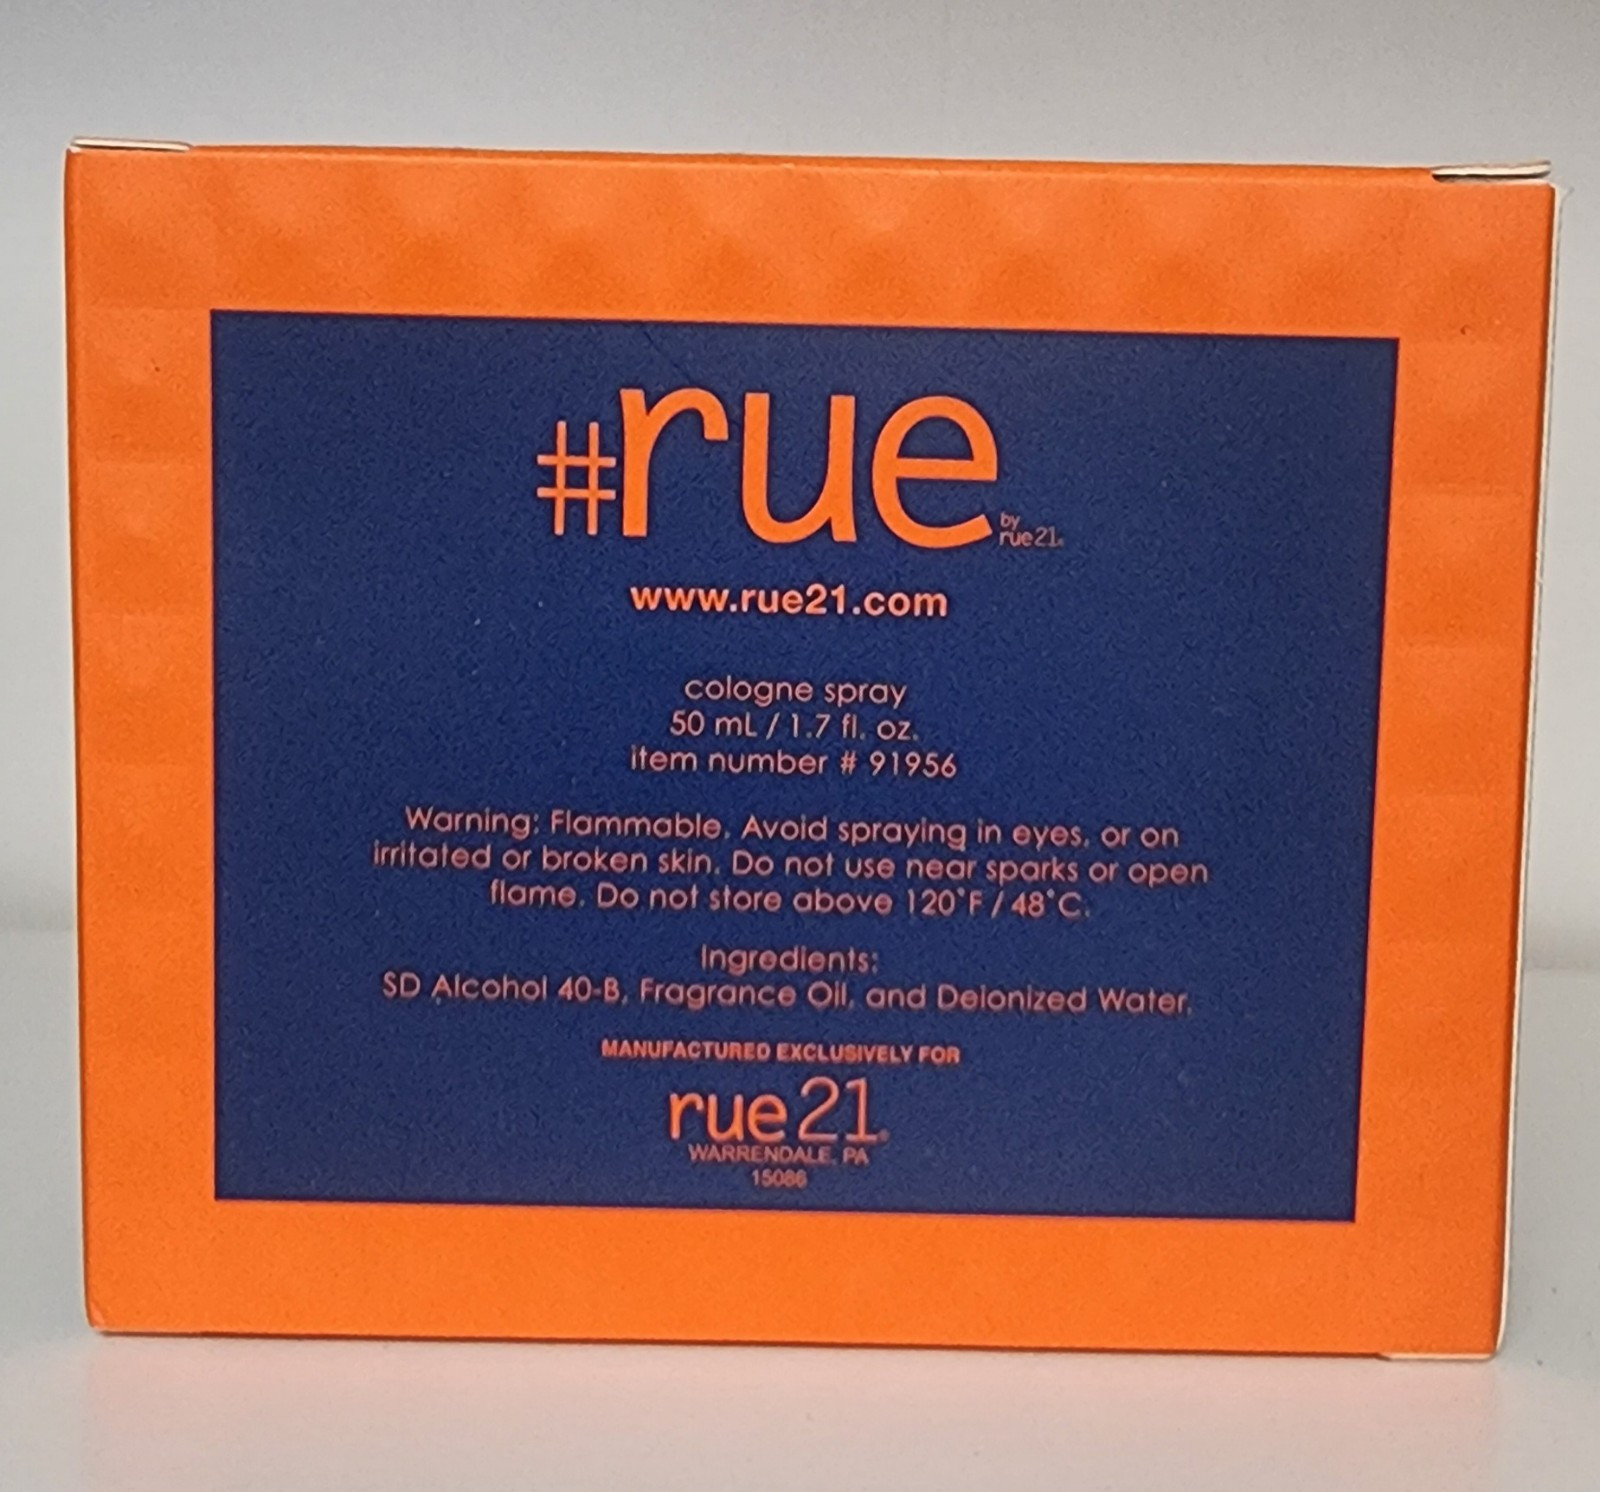 #rue
by
rue21®
www.rue21.com
cologne spray
50 mL / 1.7 fl. oz.
item number # 91956
Warning: Flammable. Avoid spraying in eyes, or on
irritated or broken skin. Do not use near sparks or open
flame. Do not store above 120°F / 48°C.
Ingredients:
SD Alcohol 40-B, Fragrance Oil, and Deionized Water.
MANUFACTURED EXCLUSIVELY FOR
rue21®
WARRENDALE, PA
15086